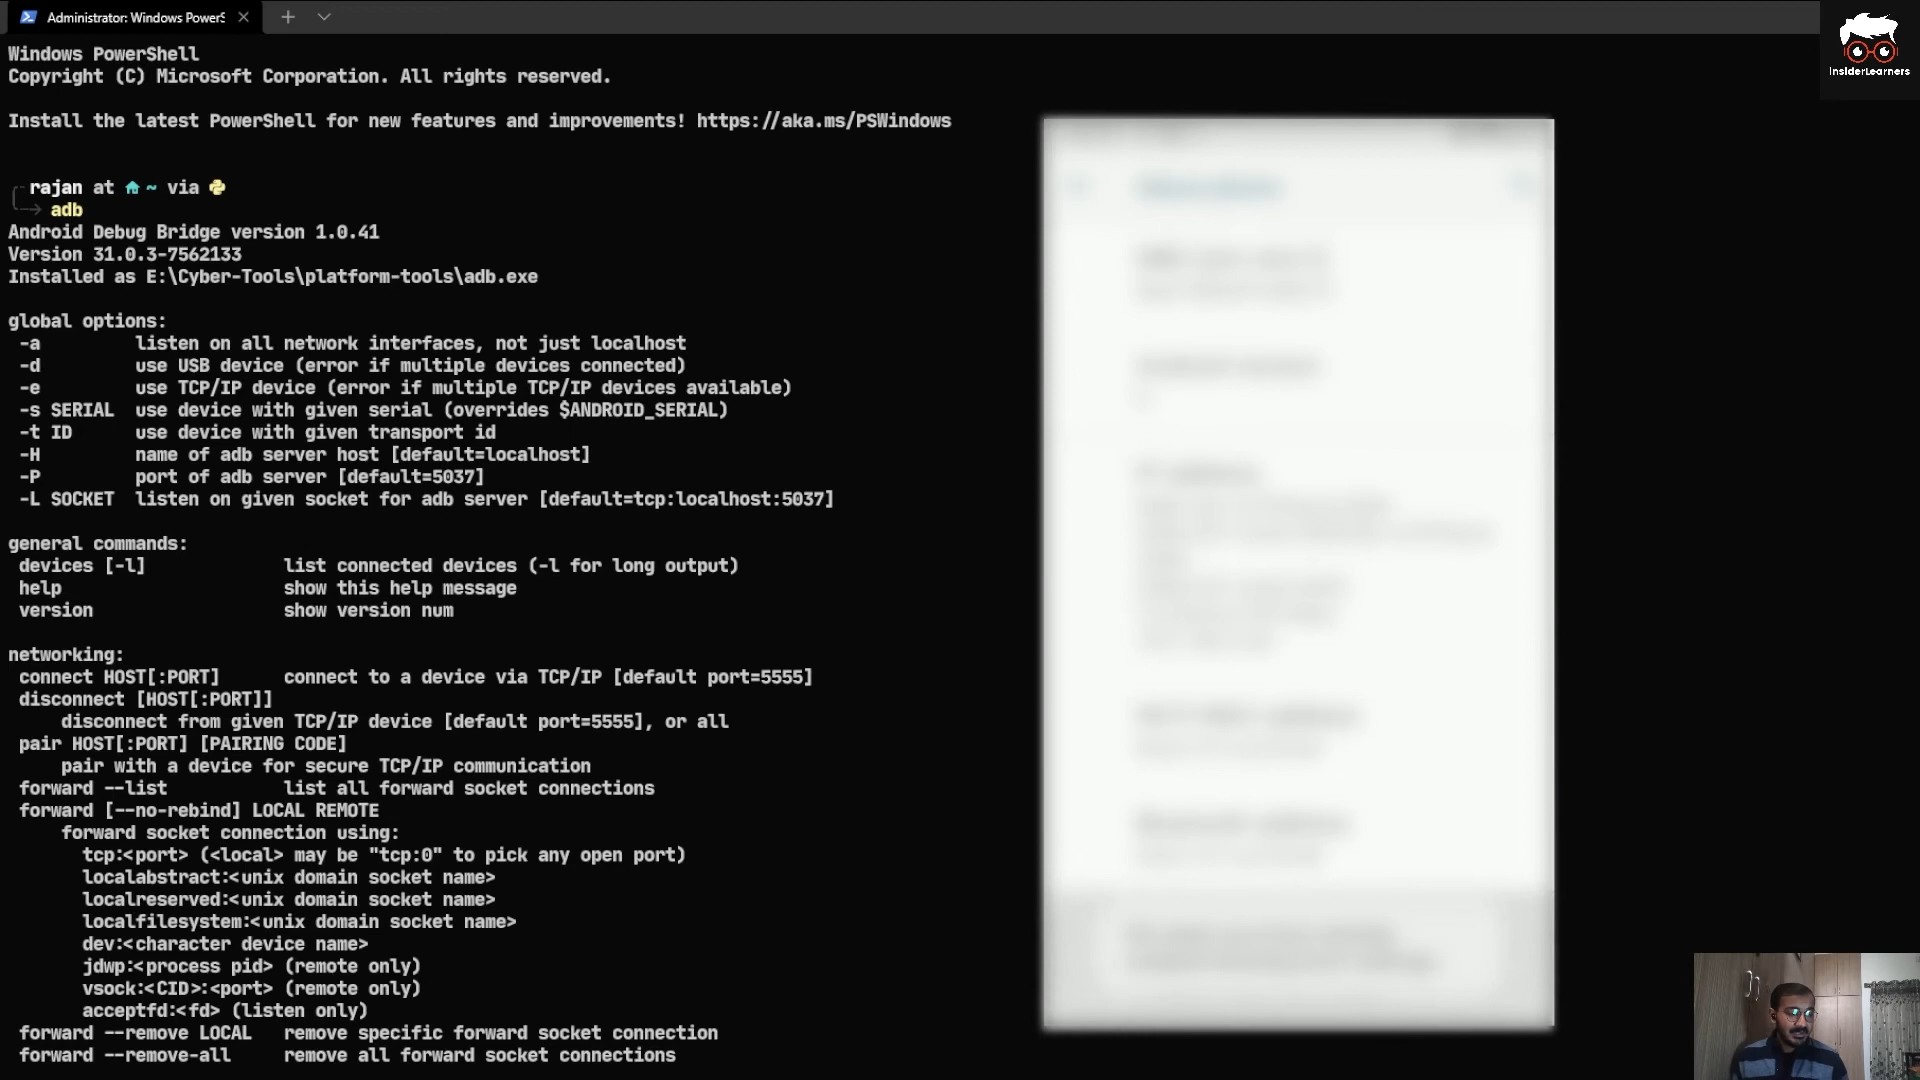 Administrator: Windows PowerS
InsiderLearners
Windows PowerShell
Copyright (C) Microsoft Corporation. All rights reserved.
Install the latest PowerShell for new features and improvements! https://aka.ms/PSWindows
rajan at ~ via
adb
Android Debug Bridge version 1.0.41
Version 31.0.3-7562133
Installed as E:\Cyber-Tools\platform-tools\adb.exe
global options:
-a listen on all network interfaces, not just localhost
-d use USB device (error if multiple devices connected)
-e use TCP/IP device (error if multiple TCP/IP devices available)
-s SERIAL use device with given serial (overrides $ANDROID_SERIAL)
-t ID use device with given transport id
-H name of adb server host [default=localhost]
-P port of adb server [default=5037]
-L SOCKET listen on given socket for adb server [default=tcp:localhost:5037]
general commands:
devices [-l] list connected devices (-l for long output)
help show this help message
version show version num
networking:
connect HOST[:PORT] connect to a device via TCP/IP [default port=5555]
disconnect [HOST[:PORT]]
disconnect from given TCP/IP device [default port=5555], or all
pair HOST[:PORT] [PAIRING CODE]
pair with a device for secure TCP/IP communication
forward --list list all forward socket connections
forward [--no-rebind] LOCAL REMOTE
forward socket connection using:
tcp:<port> (<local> may be "tcp:0" to pick any open port)
localabstract:<unix domain socket name>
localreserved:<unix domain socket name>
localfilesystem:<unix domain socket name>
dev:<character device name>
jdwp:<process pid> (remote only)
vsock:<CID>:<port> (remote only)
acceptfd:<fd> (listen only)
forward --remove LOCAL remove specific forward socket connection
forward --remove-all remove all forward socket connections